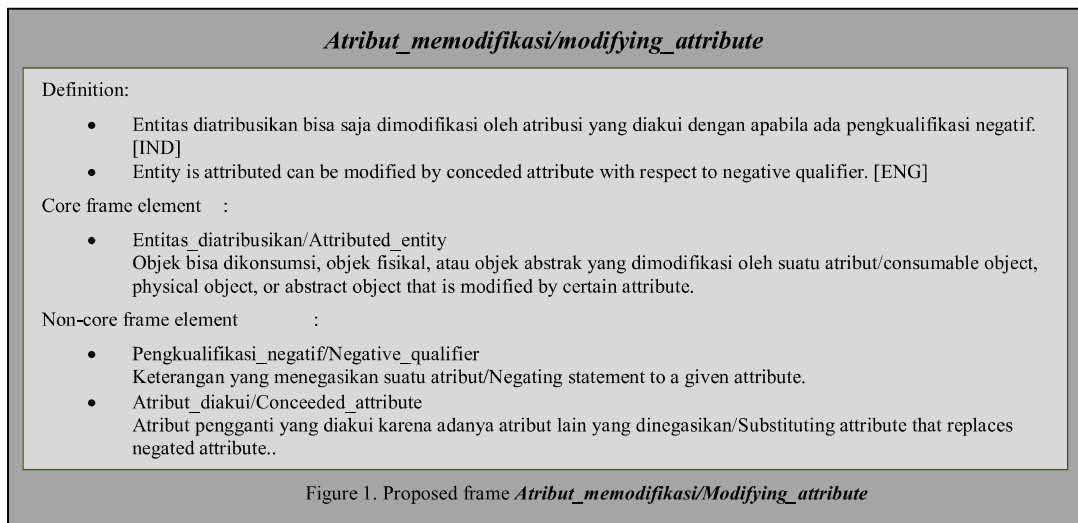 Atribut_memodifikasi/modifying_attribute
Definition:
• Entitas diatribusikan bisa saja dimodifikasi oleh atribusi yang diakui dengan apabila ada pengkualifikasi negatif.
[IND]
• Entity is attributed can be modified by conceded attribute with respect to negative qualifier. [ENG]
Core frame element :
• Entitas_diatribusikan/Attributed_entity
Objek bisa dikonsumsi, objek fisikal, atau objek abstrak yang dimodifikasi oleh suatu atribut/consumable object,
physical object, or abstract object that is modified by certain attribute.
Non-core frame element :
• Pengkualifikasi_negatif/Negative_qualifier
Keterangan yang menegasikan suatu atribut/Negating statement to a given attribute.
• Atribut_diakui/Conceeded_attribute
Atribut pengganti yang diakui karena adanya atribut lain yang dinegasikan/Substituting attribute that replaces
negated attribute..
Figure 1. Proposed frame Atribut_memodifikasi/Modifying_attribute